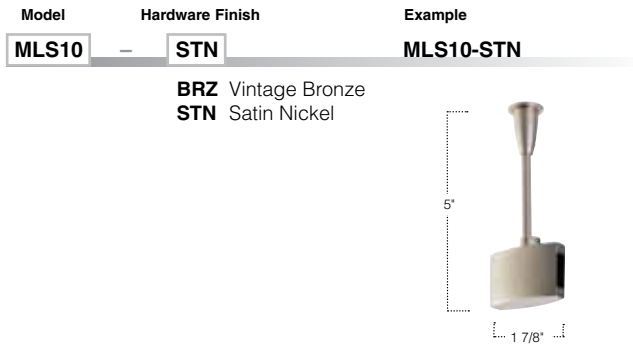 Model Hardware Finish Example
MLS10 – STN MLS10-STN
BRZ Vintage Bronze
STN Satin Nickel
5"
1 7/8"